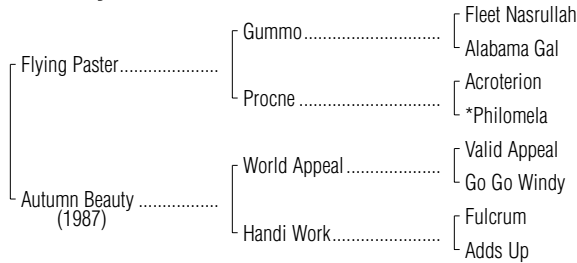 Fleet Nasrullah
Gummo........................................
Alabama Gal
Flying Paster.....................
Acroterion
Procne .........................................
*Philomela
Valid Appeal
World Appeal ...........................
Go Go Windy
Autumn Beauty .................
(1987)
Fulcrum
Handi Work...............................
Adds Up